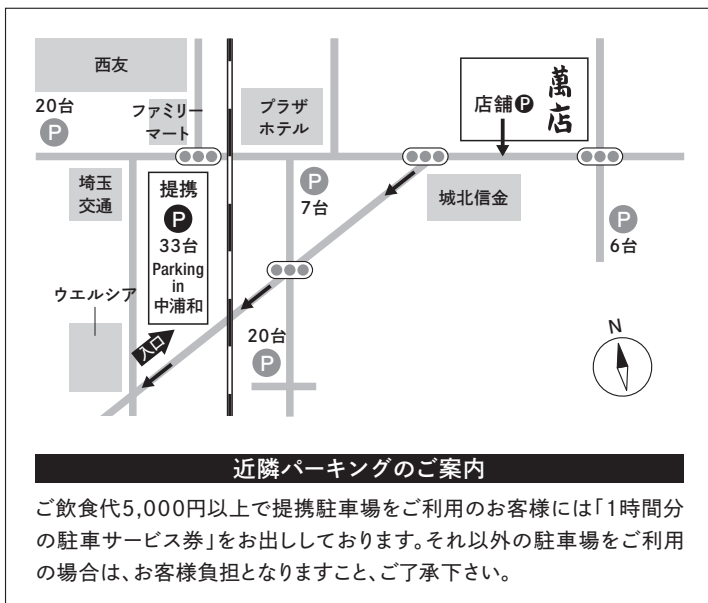 西友
20台
P
ファミリー
マート
プラザ
ホテル
店舗P
萬店
埼玉
交通
提携
P
33台
Parking
in
中浦和
P
7台
城北信金
P
6台
ウエルシア
入口
20台
P
N
近隣パーキングのご案内
ご飲食代5,000円以上で提携駐車場をご利用のお客様には「1時間分
の駐車サービス券」をお出ししております。それ以外の駐車場をご利用
の場合は、お客様負担となりますこと、ご了承下さい。